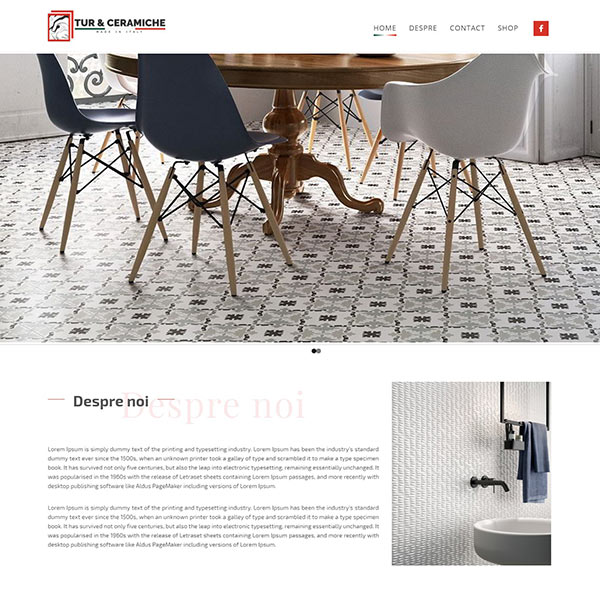 TUR & CERAMICHE
MADE IN ITALY
HOME DESPRE CONTACT SHOP
f
Despre noi
Despre noi
Lorem Ipsum is simply dummy text of the printing and typesetting industry. Lorem Ipsum has been the industry's standard
dummy text ever since the 1500s, when an unknown printer took a galley of type and scrambled to make a type specimen
book. It has survived not only five centuries, but also the leap into electronic typesetting, remaining essentially unchanged. It
was popularised in the 1960s with the release of Letraset sheets containing Lorem Ipsum passages, and more recently with
desktop publishing software like Aldus PageMaker including versions of Lorem Ipsum.
Lorem Ipsum is simply dummy text of the printing and typesetting industry. Lorem Ipsum has been the industry's standard
dummy text ever since the 1500s, when an unknown printer took a galley of type and scrambled to make a type specimen
book. It has survived not only five centuries, but also the leap into electronic typesetting, remaining essentially unchanged. It
was popularised in the 1960s with the release of Letraset sheets containing Lorem Ipsum passages, and more recently with
desktop publishing software like Aldus PageMaker including versions of Lorem Ipsum.